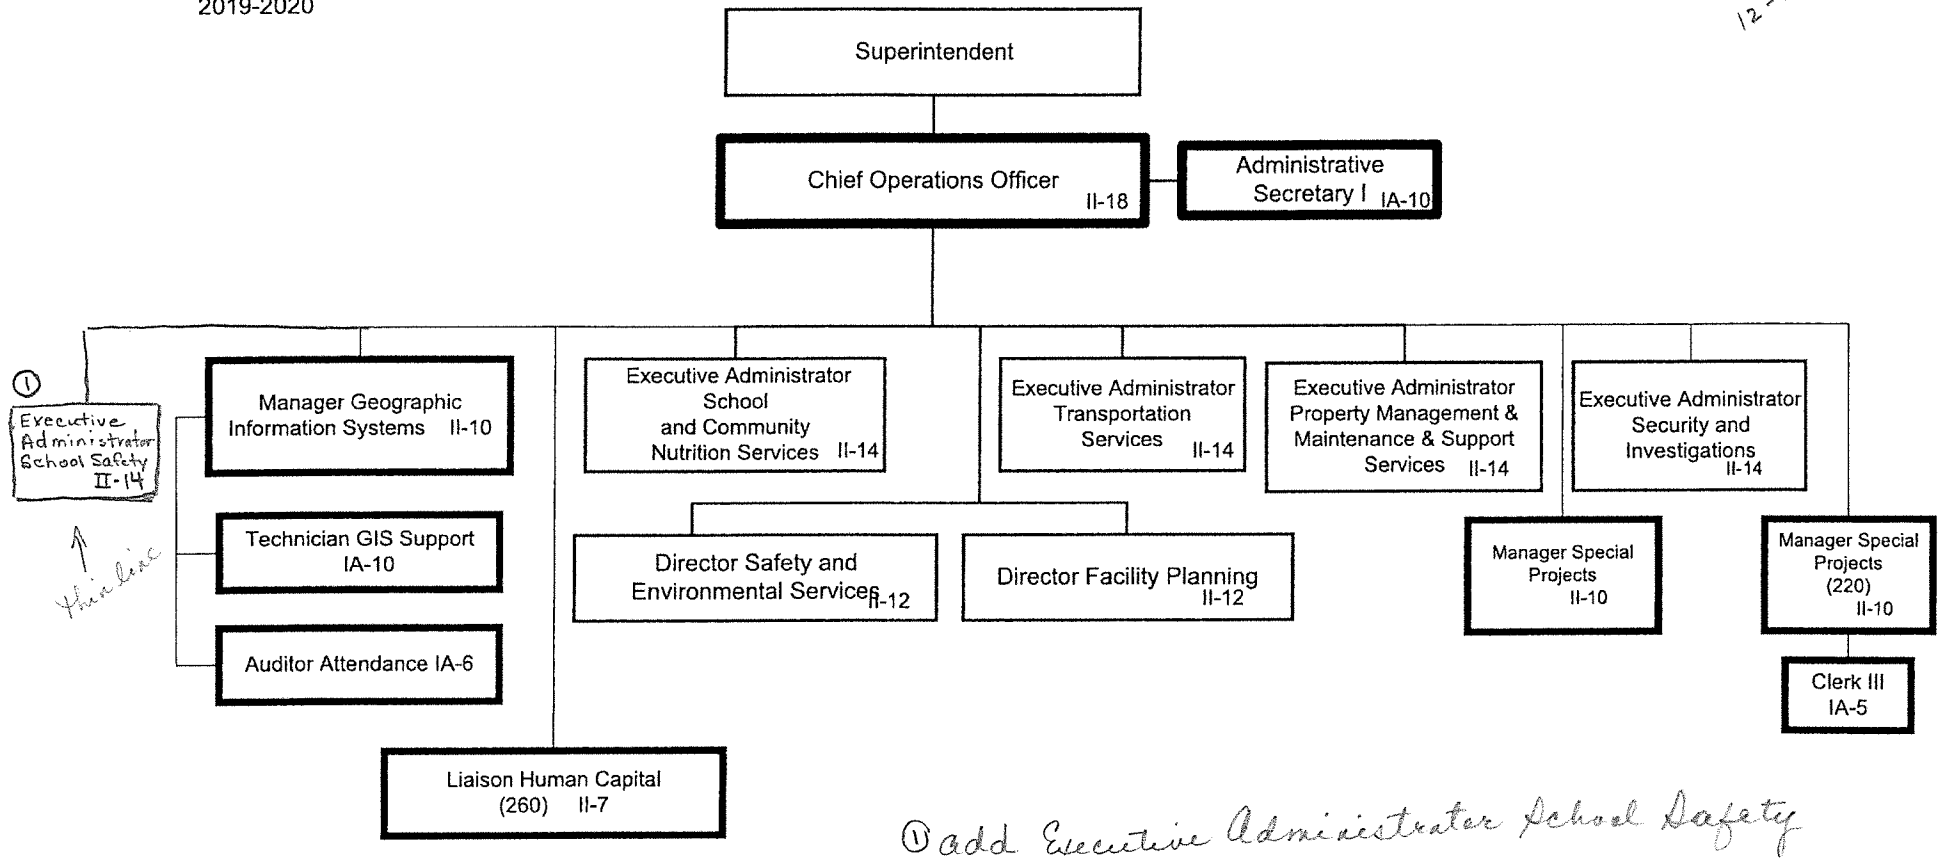 2019-2020
12-
Superintendent
Chief Operations Officer
II-18
Administrative
Secretary I IA-10
①
Executive
Administrator
School Safety
II-14
thin line
Manager Geographic
Information Systems II-10
Technician GIS Support
IA-10
Auditor Attendance IA-6
Liaison Human Capital
(260) II-7
Executive Administrator
School
and Community
Nutrition Services II-14
Executive Administrator
Transportation
Services
II-14
Executive Administrator
Property Management &
Maintenance & Support
Services II-14
Executive Administrator
Security and
Investigations
II-14
Director Safety and
Environmental Services
II-12
Director Facility Planning
II-12
Manager Special
Projects
II-10
Manager Special
Projects
(220)
II-10
Clerk III
IA-5
① add Executive Administrator School Safety